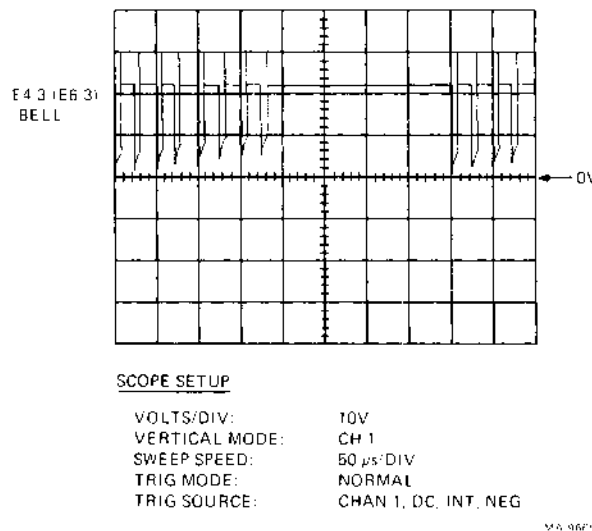 E4 3 (E6 3)
BELL
0V
SCOPE SETUP
VOLTS/DIV: 10V
VERTICAL MODE: CH 1
SWEEP SPEED: 50 µs/DIV
TRIG MODE: NORMAL
TRIG SOURCE: CHAN 1, DC, INT, NEG